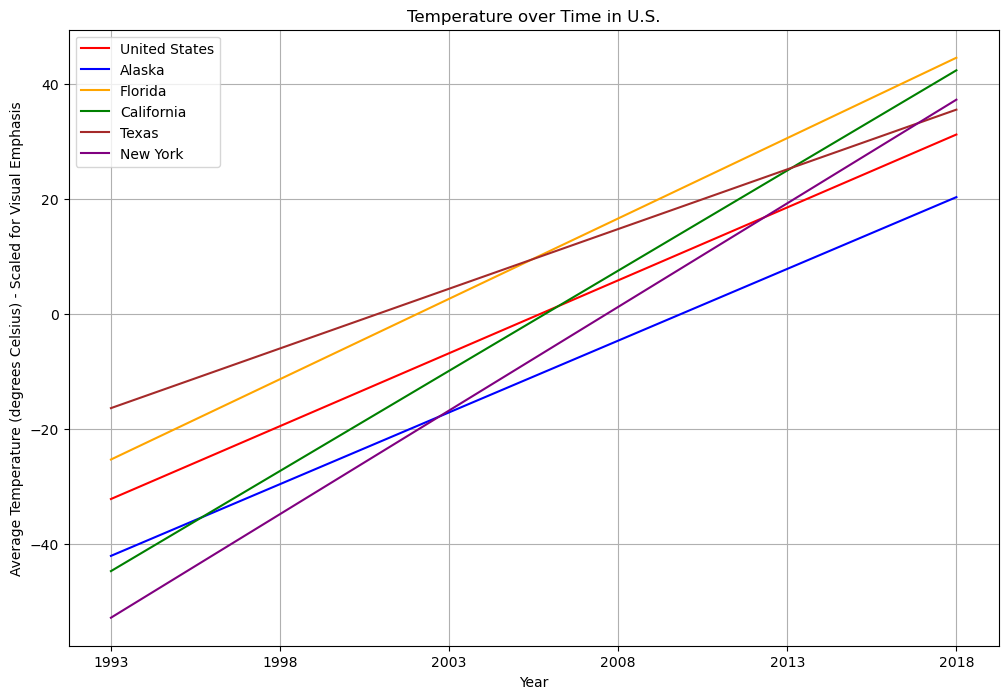 Temperature over Time in U.S.
United States
Alaska
Florida
California
Texas
New York
Average Temperature (degrees Celsius) - Scaled for Visual Emphasis
40
20
0
−20
−40
1993 1998 2003 2008 2013 2018
Year